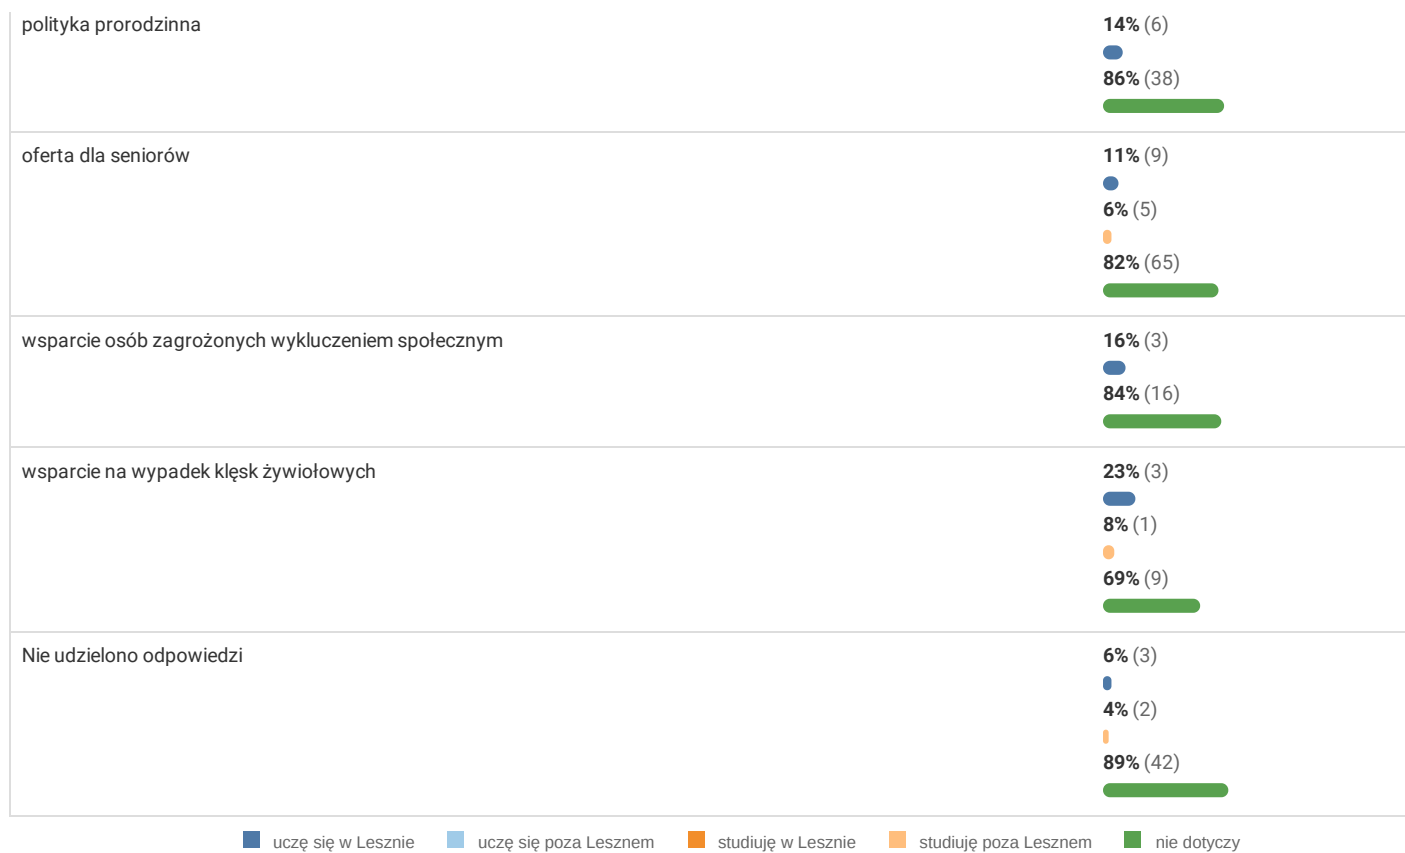 polityka prorodzinna
14% (6)
86% (38)
oferta dla seniorów
11% (9)
6% (5)
82% (65)
wsparcie osób zagrożonych wykluczeniem społecznym
16% (3)
84% (16)
wsparcie na wypadek klęsk żywiołowych
23% (3)
8% (1)
69% (9)
Nie udzielono odpowiedzi
6% (3)
4% (2)
89% (42)
uczę się w Lesznie uczę się poza Lesznem studiuję w Lesznie studiuję poza Lesznem nie dotyczy